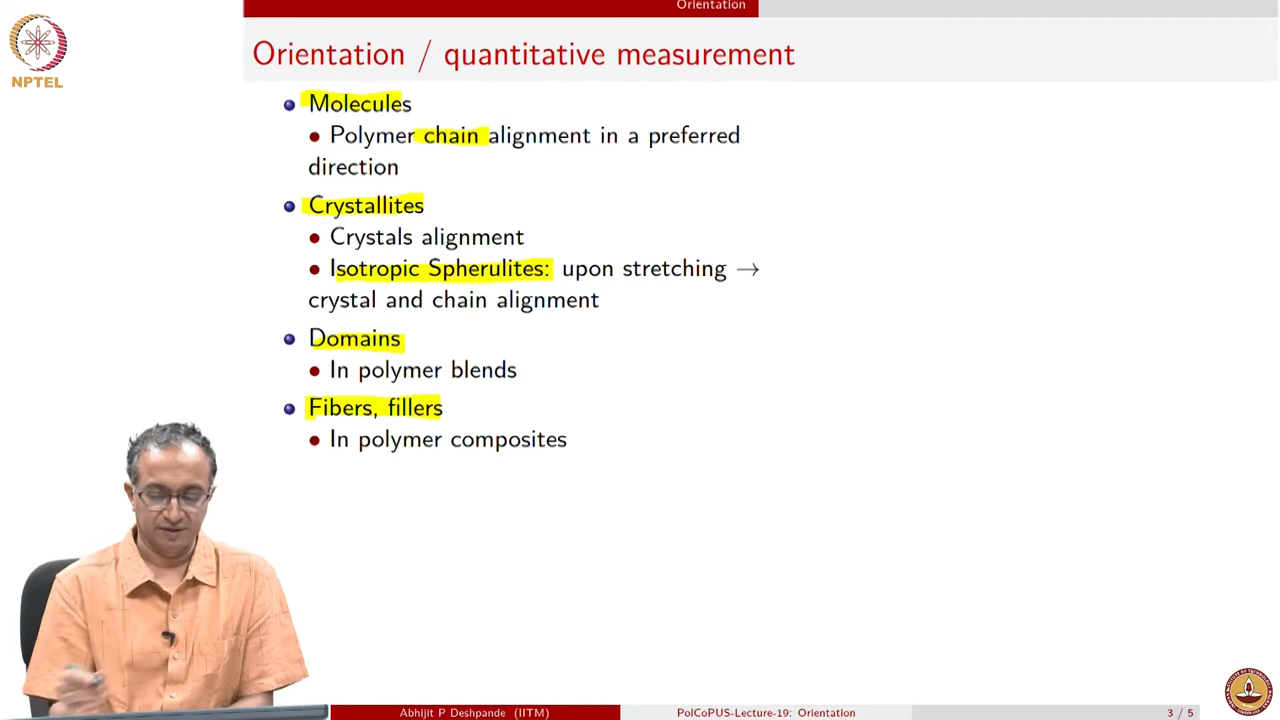 Orientation
NPTEL
Orientation / quantitative measurement
Molecules
Polymer chain alignment in a preferred
direction
Crystallites
Crystals alignment
Isotropic Spherulites: upon stretching →
crystal and chain alignment
Domains
In polymer blends
Fibers, fillers
In polymer composites
Abhijit P Deshpande (IITM) PolCoPUS-Lecture-19: Orientation 3 / 5